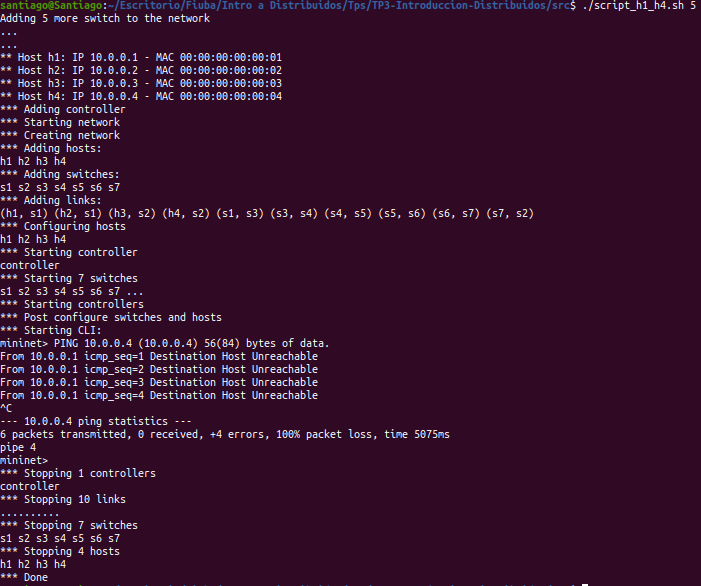 santiago@Santiago:~/Escritorio/Fiuba/Intro a Distribuidos/Tps/TP3-Introduccion-Distribuidos/src$ ./script_h1_h4.sh 5
Adding 5 more switch to the network
...
...
** Host h1: IP 10.0.0.1 - MAC 00:00:00:00:00:01
** Host h2: IP 10.0.0.2 - MAC 00:00:00:00:00:02
** Host h3: IP 10.0.0.3 - MAC 00:00:00:00:00:03
** Host h4: IP 10.0.0.4 - MAC 00:00:00:00:00:04
*** Adding controller
*** Starting network
*** Creating network
*** Adding hosts:
h1 h2 h3 h4
*** Adding switches:
s1 s2 s3 s4 s5 s6 s7
*** Adding links:
(h1, s1) (h2, s1) (h3, s2) (h4, s2) (s1, s3) (s3, s4) (s4, s5) (s5, s6) (s6, s7) (s7, s2)
*** Configuring hosts
h1 h2 h3 h4
*** Starting controller
controller
*** Starting 7 switches
s1 s2 s3 s4 s5 s6 s7 ...
*** Starting controllers
*** Post configure switches and hosts
*** Starting CLI:
mininet> PING 10.0.0.4 (10.0.0.4) 56(84) bytes of data.
From 10.0.0.1 icmp_seq=1 Destination Host Unreachable
From 10.0.0.1 icmp_seq=2 Destination Host Unreachable
From 10.0.0.1 icmp_seq=3 Destination Host Unreachable
From 10.0.0.1 icmp_seq=4 Destination Host Unreachable
^C
--- 10.0.0.4 ping statistics ---
6 packets transmitted, 0 received, +4 errors, 100% packet loss, time 5075ms
pipe 4
mininet>
*** Stopping 1 controllers
controller
*** Stopping 10 links
..........
*** Stopping 7 switches
s1 s2 s3 s4 s5 s6 s7
*** Stopping 4 hosts
h1 h2 h3 h4
*** Done